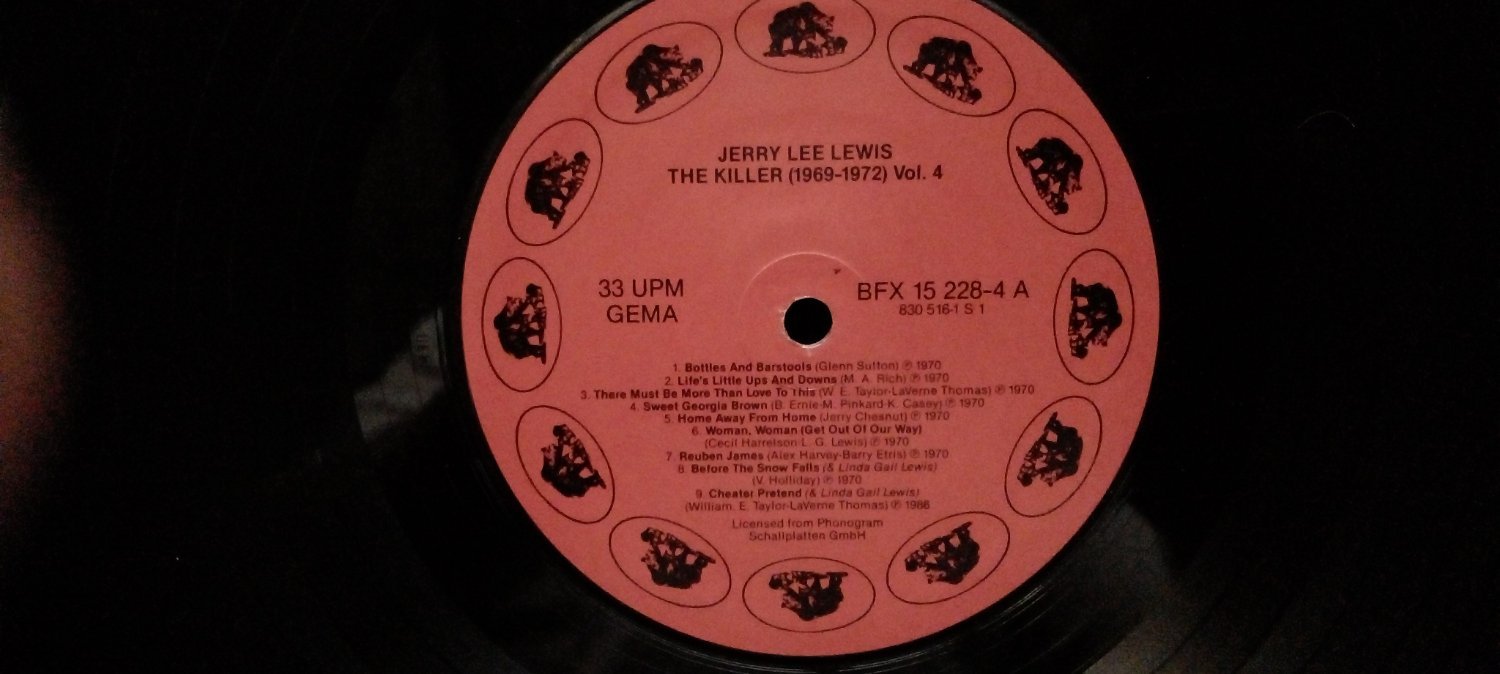 JERRY LEE LEWIS
THE KILLER (1969-1972) Vol. 4
33 UPM
GEMA
BFX 15 228-4 A
830 516-1 S 1
1. Bottles And Barstools (Glenn Sutton) ℗ 1970
2. Life's Little Ups And Downs (M. A. Rich) ℗ 1970
3. There Must Be More Than Love To This (W. E. Taylor-LaVerne Thomas) ℗ 1970
4. Sweet Georgia Brown (B. Ernie-M. Pinkard-K. Casey) ℗ 1970
5. Home Away From Home (Jerry Chesnut) ℗ 1970
6. Woman, Woman (Get Out Of Our Way)
(Cecil Harrelson L. G. Lewis) ℗ 1970
7. Reuben James (Alex Harvey-Barry Etris) ℗ 1970
8. Before The Snow Falls (& Linda Gail Lewis)
(V. Holliday) ℗ 1970
9. Cheater Pretend (& Linda Gail Lewis)
(William. E. Taylor-LaVerne Thomas) ℗ 1986
Licensed from Phonogram
Schallplatten GmbH